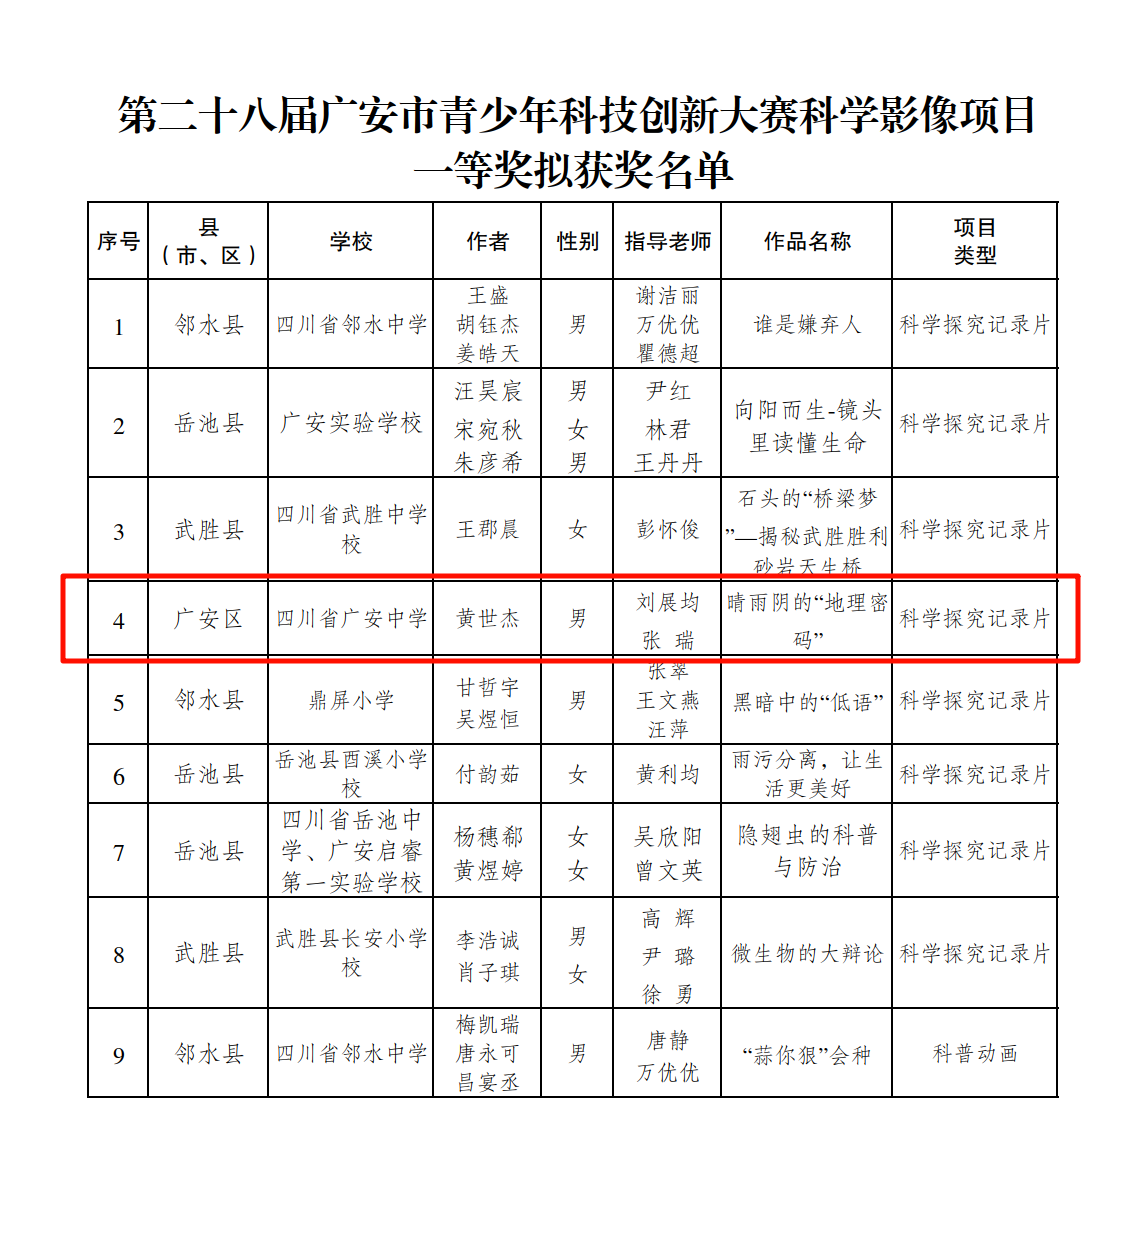 第二十八届广安市青少年科技创新大赛科学影像项目
一等奖拟获奖名单
序号 县（市、区） 学校 作者 性别 指导老师 作品名称 项目类型
1 邻水县 四川省邻水中学 王盛 胡钰杰 姜皓天 男 谢洁丽 万优优 瞿德超 谁是嫌弃人 科学探究记录片
2 岳池县 广安实验学校 汪昊宸 宋宛秋 朱彦希 男 女 男 尹红 林君 王丹丹 向阳而生-镜头里读懂生命 科学探究记录片
3 武胜县 四川省武胜中学校 王郡晨 女 彭怀俊 石头的“桥梁梦”—揭秘武胜胜利砂岩天生桥 科学探究记录片
4 广安区 四川省广安中学 黄世杰 男 刘展均 张 瑞 晴雨阴的“地理密码” 科学探究记录片
5 邻水县 鼎屏小学 甘哲宇 吴煜恒 男 张翠 王文燕 汪萍 黑暗中的“低语” 科学探究记录片
6 岳池县 岳池县酉溪小学校 付韵茹 女 黄利均 雨污分离，让生活更美好 科学探究记录片
7 岳池县 四川省岳池中学、广安启睿第一实验学校 杨穗郗 黄煜婷 女 女 吴欣阳 曾文英 隐翅虫的科普与防治 科学探究记录片
8 武胜县 武胜县长安小学校 李浩诚 肖子琪 男 女 高 辉 尹 璐 徐 勇 微生物的大辩论 科学探究记录片
9 邻水县 四川省邻水中学 梅凯瑞 唐永可 昌宴丞 男 唐静 万优优 “蒜你狠”会种 科普动画